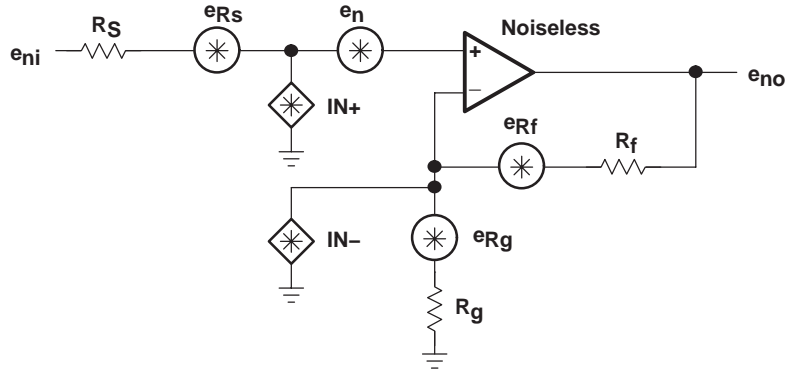 RS
eRs
en
Noiseless
eni
+
−
eno
IN+
eRf
Rf
IN−
eRg
Rg